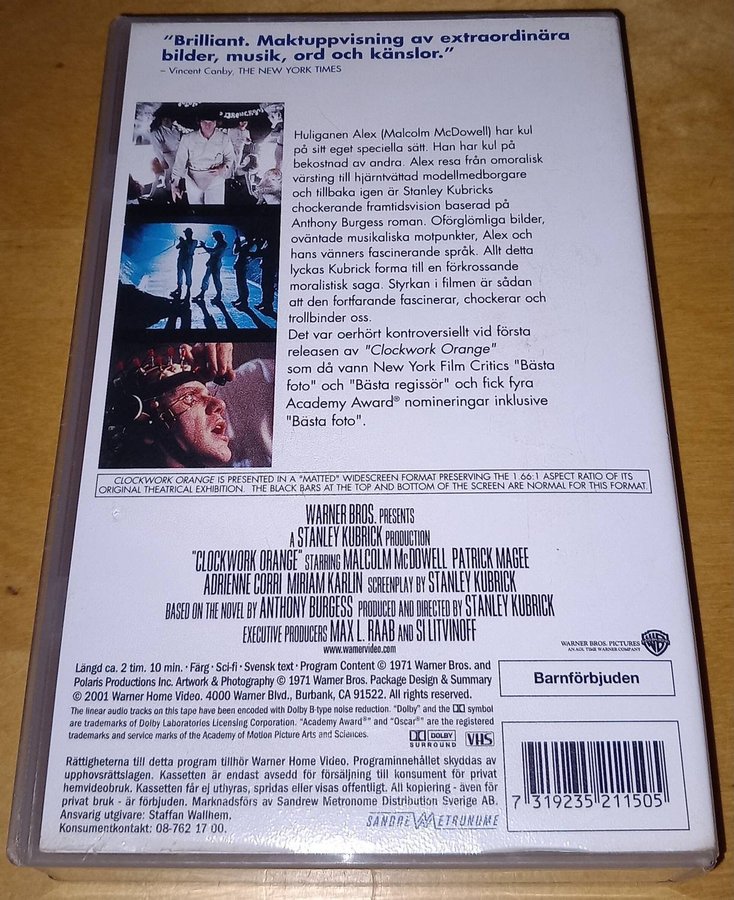 "Brilliant. Maktuppvisning av extraordinära
bilder, musik, ord och känslor."
– Vincent Canby, THE NEW YORK TIMES
Huliganen Alex (Malcolm McDowell) har kul
på sitt eget speciella sätt. Han har kul på
bekostnad av andra. Alex resa från omoralisk
värsting till hjärntvättad modellmedborgare
och tillbaka igen är Stanley Kubricks
chockerande framtidsvision baserad på
Anthony Burgess roman. Oförglömliga bilder,
oväntade musikaliska motpunkter, Alex och
hans vänners fascinerande språk. Allt detta
lyckas Kubrick forma till en förkrossande
moralistisk saga. Styrkan i filmen är sådan
att den fortfarande fascinerar, chockerar och
trollbinder oss.
Det var oerhört kontroversiellt vid första
releasen av "Clockwork Orange"
som då vann New York Film Critics "Bästa
foto" och "Bästa regissör" och fick fyra
Academy Award® nomineringar inklusive
"Bästa foto".
CLOCKWORK ORANGE IS PRESENTED IN A "MATTED" WIDESCREEN FORMAT PRESERVING THE 1.66:1 ASPECT RATIO OF ITS
ORIGINAL THEATRICAL EXHIBITION. THE BLACK BARS AT THE TOP AND BOTTOM OF THE SCREEN ARE NORMAL FOR THIS FORMAT.
WARNER BROS. PRESENTS
A STANLEY KUBRICK PRODUCTION
"CLOCKWORK ORANGE" STARRING MALCOLM McDOWELL PATRICK MAGEE
ADRIENNE CORRI MIRIAM KARLIN SCREENPLAY BY STANLEY KUBRICK
BASED ON THE NOVEL BY ANTHONY BURGESS PRODUCED AND DIRECTED BY STANLEY KUBRICK
EXECUTIVE PRODUCERS MAX L. RAAB AND SI LITVINOFF
www.warnervideo.com
WARNER BROS. PICTURES
AN AOL TIME WARNER COMPANY
Längd ca. 2 tim. 10 min. · Färg · Sci-fi · Svensk text · Program Content © 1971 Warner Bros. and
Polaris Productions Inc. Artwork & Photography © 1971 Warner Bros. Package Design & Summary
© 2001 Warner Home Video. 4000 Warner Blvd., Burbank, CA 91522. All rights reserved.
Barnförbjuden
The linear audio tracks on this tape have been encoded with Dolby B-type noise reduction. "Dolby" and the DD symbol
are trademarks of Dolby Laboratories Licensing Corporation. "Academy Award®" and "Oscar®" are the registered
trademarks and service marks of the Academy of Motion Picture Arts and Sciences.
DOLBY
SURROUND
VHS
Rättigheterna till detta program tillhör Warner Home Video. Programinnehållet skyddas av
upphovsrättslagen. Kassetten är endast avsedd för försäljning till konsument för privat
hemvideobruk. Kassetten får ej uthyras, spridas eller visas offentligt. All kopiering - även för
privat bruk - är förbjuden. Marknadsförs av Sandrew Metronome Distribution Sverige AB.
Ansvarig utgivare: Staffan Wallhem.
Konsumentkontakt: 08-762 17 00.
SANDREW METRONOME
7 319235 211505